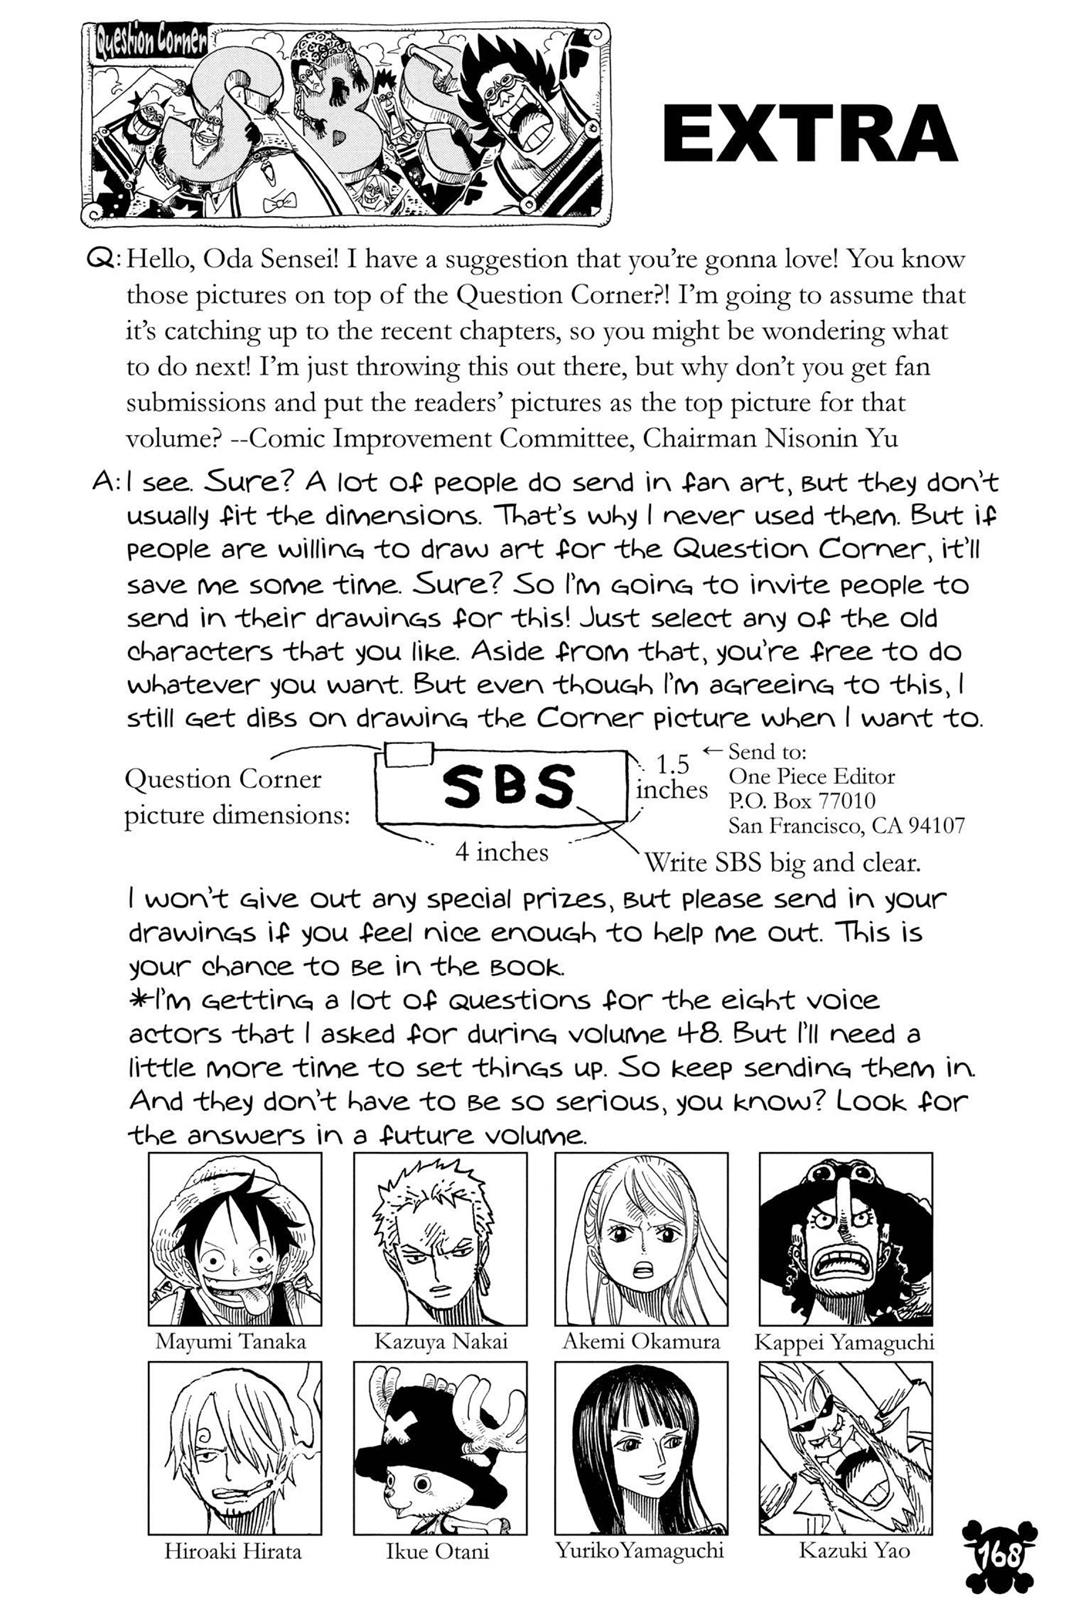 Question Corner
SBS
EXTRA
Q: Hello, Oda Sensei! I have a suggestion that you're gonna love! You know
those pictures on top of the Question Corner?! I'm going to assume that
it's catching up to the recent chapters, so you might be wondering what
to do next! I'm just throwing this out there, but why don't you get fan
submissions and put the readers' pictures as the top picture for that
volume? --Comic Improvement Committee, Chairman Nisonin Yu
A: I see. Sure? A lot of people do send in fan art, but they don't
usually fit the dimensions. That's why I never used them. But if
people are willing to draw art for the Question Corner, it'll
save me some time. Sure? So I'm going to invite people to
send in their drawings for this! Just select any of the old
characters that you like. Aside from that, you're free to do
whatever you want. But even though I'm agreeing to this, I
still get dibs on drawing the Corner picture when I want to.
Question Corner
picture dimensions:
SBS
1.5
inches
4 inches
Write SBS big and clear.
← Send to:
One Piece Editor
P.O. Box 77010
San Francisco, CA 94107
I won't give out any special prizes, but please send in your
drawings if you feel nice enough to help me out. This is
your chance to be in the book.
*I'm getting a lot of questions for the eight voice
actors that I asked for during volume 48. But I'll need a
little more time to set things up. So keep sending them in.
And they don't have to be so serious, you know? Look for
the answers in a future volume.
Mayumi Tanaka
Kazuya Nakai
Akemi Okamura
Kappei Yamaguchi
Hiroaki Hirata
Ikue Otani
Yuriko Yamaguchi
Kazuki Yao
168